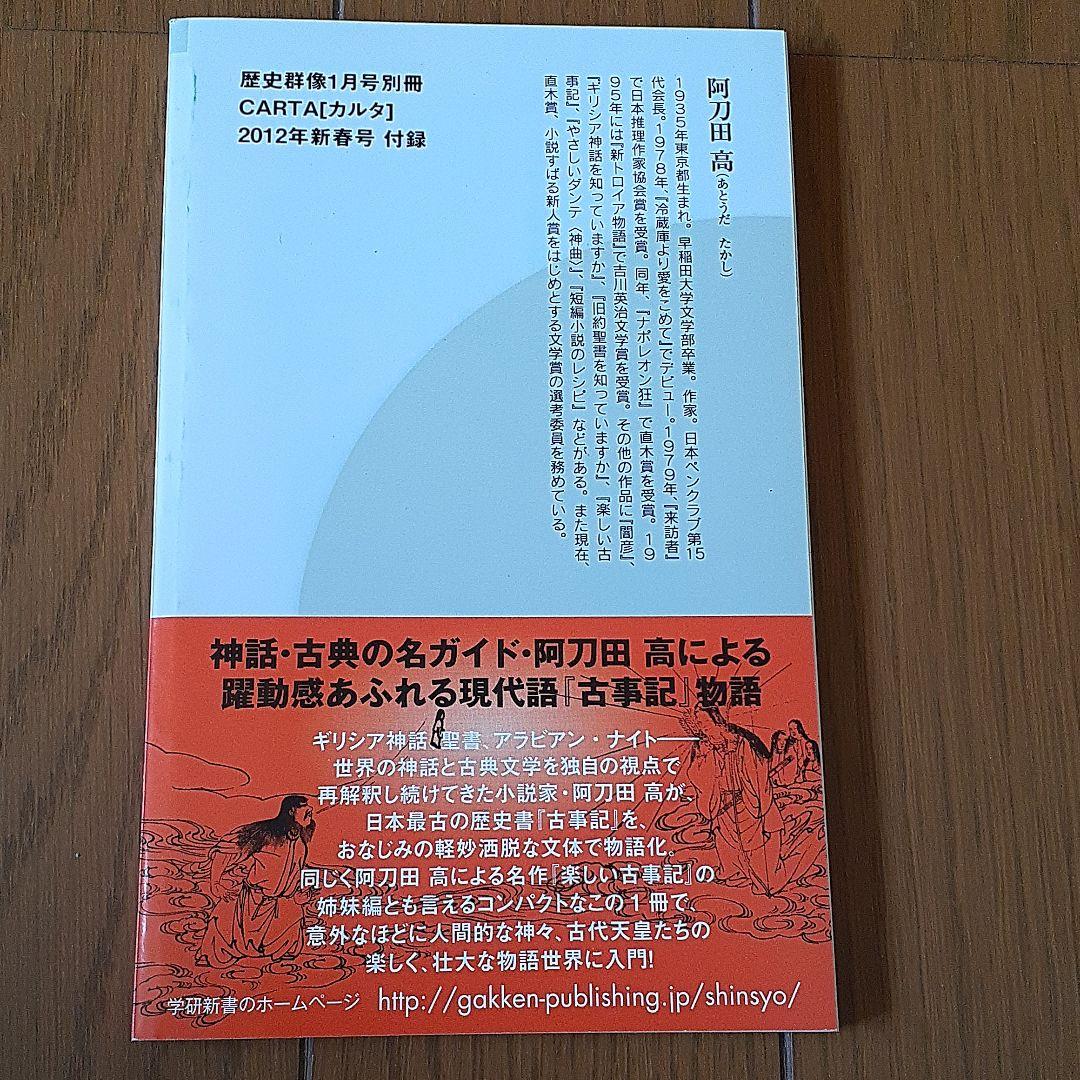 歴史群像1月号別冊
CARTA[カルタ]
2012年新春号 付録
阿刀田 高(あとうだ たかし)
1935年東京都生まれ。早稲田大学文学部卒業。作家。日本ペンクラブ第15
代会長。1978年、『冷蔵庫より愛をこめて』でデビュー。1979年、『来訪者』
で日本推理作家協会賞を受賞。同年、『ナポレオン狂』で直木賞を受賞。19
95年には『新トロイア物語』で吉川英治文学賞を受賞。その他の作品に『闇彦』、
『ギリシア神話を知っていますか』、『旧約聖書を知っていますか』、『楽しい古
事記』、『やさしいダンテ〈神曲〉』、『短編小説のレシピ』などがある。また現在、
直木賞、小説すばる新人賞をはじめとする文学賞の選考委員を務めている。
神話・古典の名ガイド・阿刀田 高による
躍動感あふれる現代語『古事記』物語
ギリシア神話、聖書、アラビアン・ナイト──
世界の神話と古典文学を独自の視点で
再解釈し続けてきた小説家・阿刀田 高が、
日本最古の歴史書『古事記』を、
おなじみの軽妙洒脱な文体で物語化。
同じく阿刀田 高による名作『楽しい古事記』の
姉妹編とも言えるコンパクトなこの1冊で、
意外なほどに人間的な神々、古代天皇たちの
楽しく、壮大な物語世界に入門!
学研新書のホームページ http://gakken-publishing.jp/shinsyo/